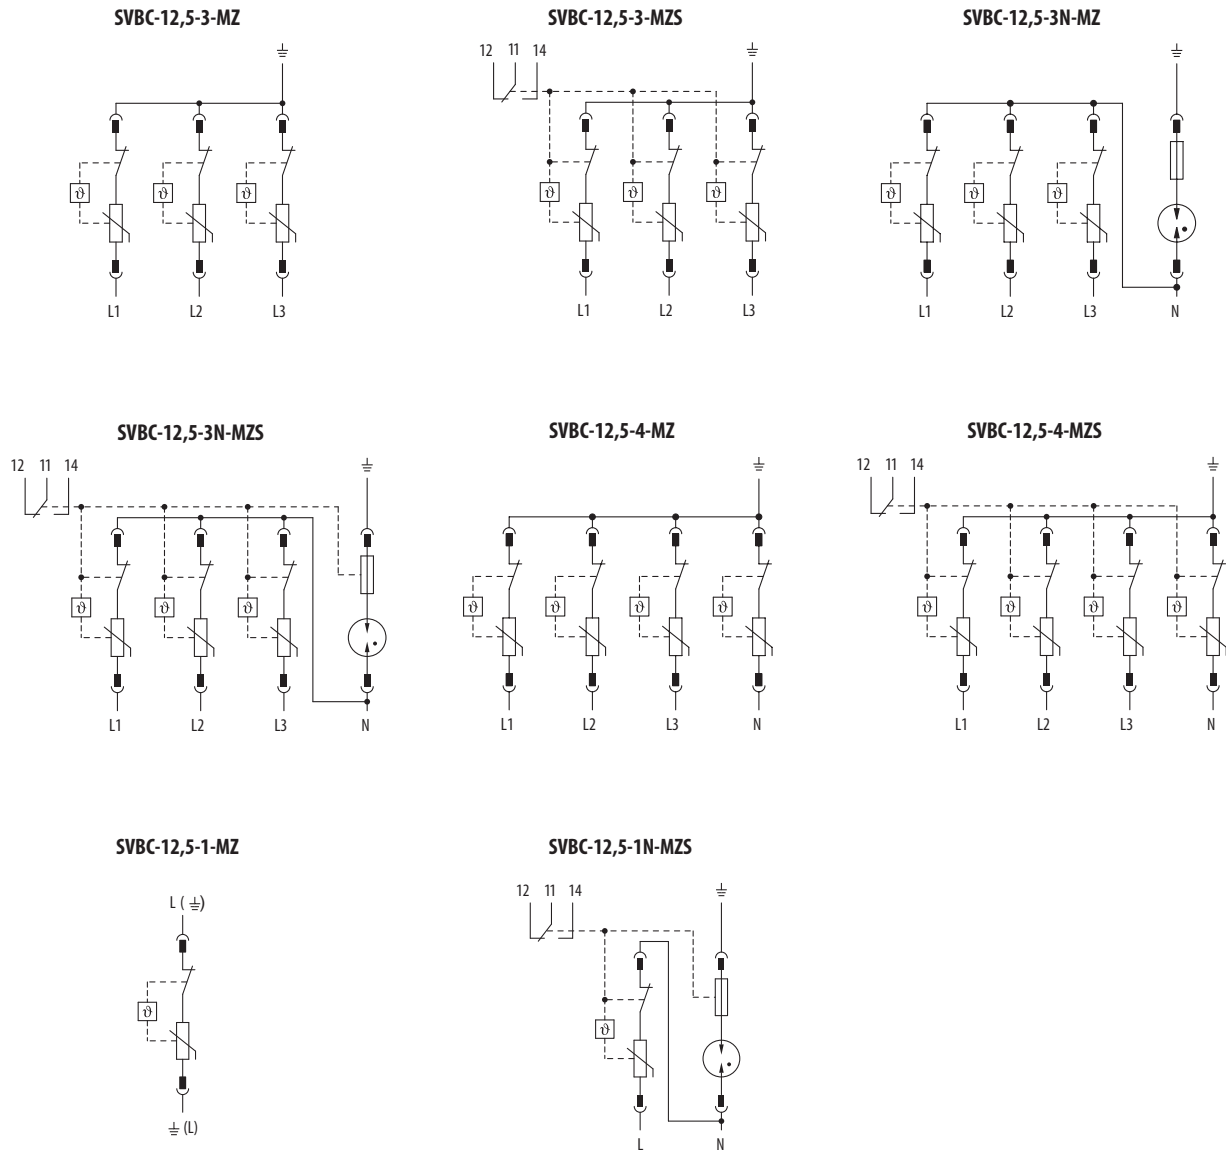 SVBC-12,5-3-MZ
SVBC-12,5-3-MZS
SVBC-12,5-3N-MZ
12 11 14
ϑ ϑ ϑ
ϑ ϑ ϑ
ϑ ϑ ϑ
L1 L2 L3
L1 L2 L3
L1 L2 L3 N
SVBC-12,5-3N-MZS
SVBC-12,5-4-MZ
SVBC-12,5-4-MZS
12 11 14
12 11 14
ϑ ϑ ϑ
ϑ ϑ ϑ ϑ
ϑ ϑ ϑ ϑ
L1 L2 L3 N
L1 L2 L3 N
L1 L2 L3 N
SVBC-12,5-1-MZ
SVBC-12,5-1N-MZS
L (⏚)
12 11 14
ϑ
ϑ
⏚ (L)
L N